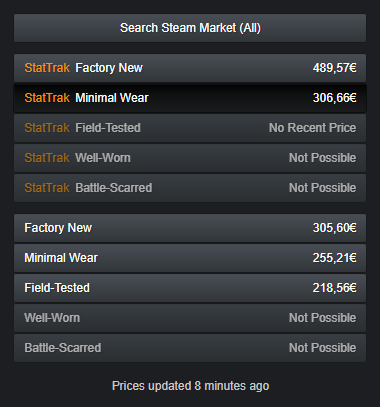 Search Steam Market (All)
StatTrak Factory New 489,57€
StatTrak Minimal Wear 306,66€
StatTrak Field-Tested No Recent Price
StatTrak Well-Worn Not Possible
StatTrak Battle-Scarred Not Possible
Factory New 305,60€
Minimal Wear 255,21€
Field-Tested 218,56€
Well-Worn Not Possible
Battle-Scarred Not Possible
Prices updated 8 minutes ago